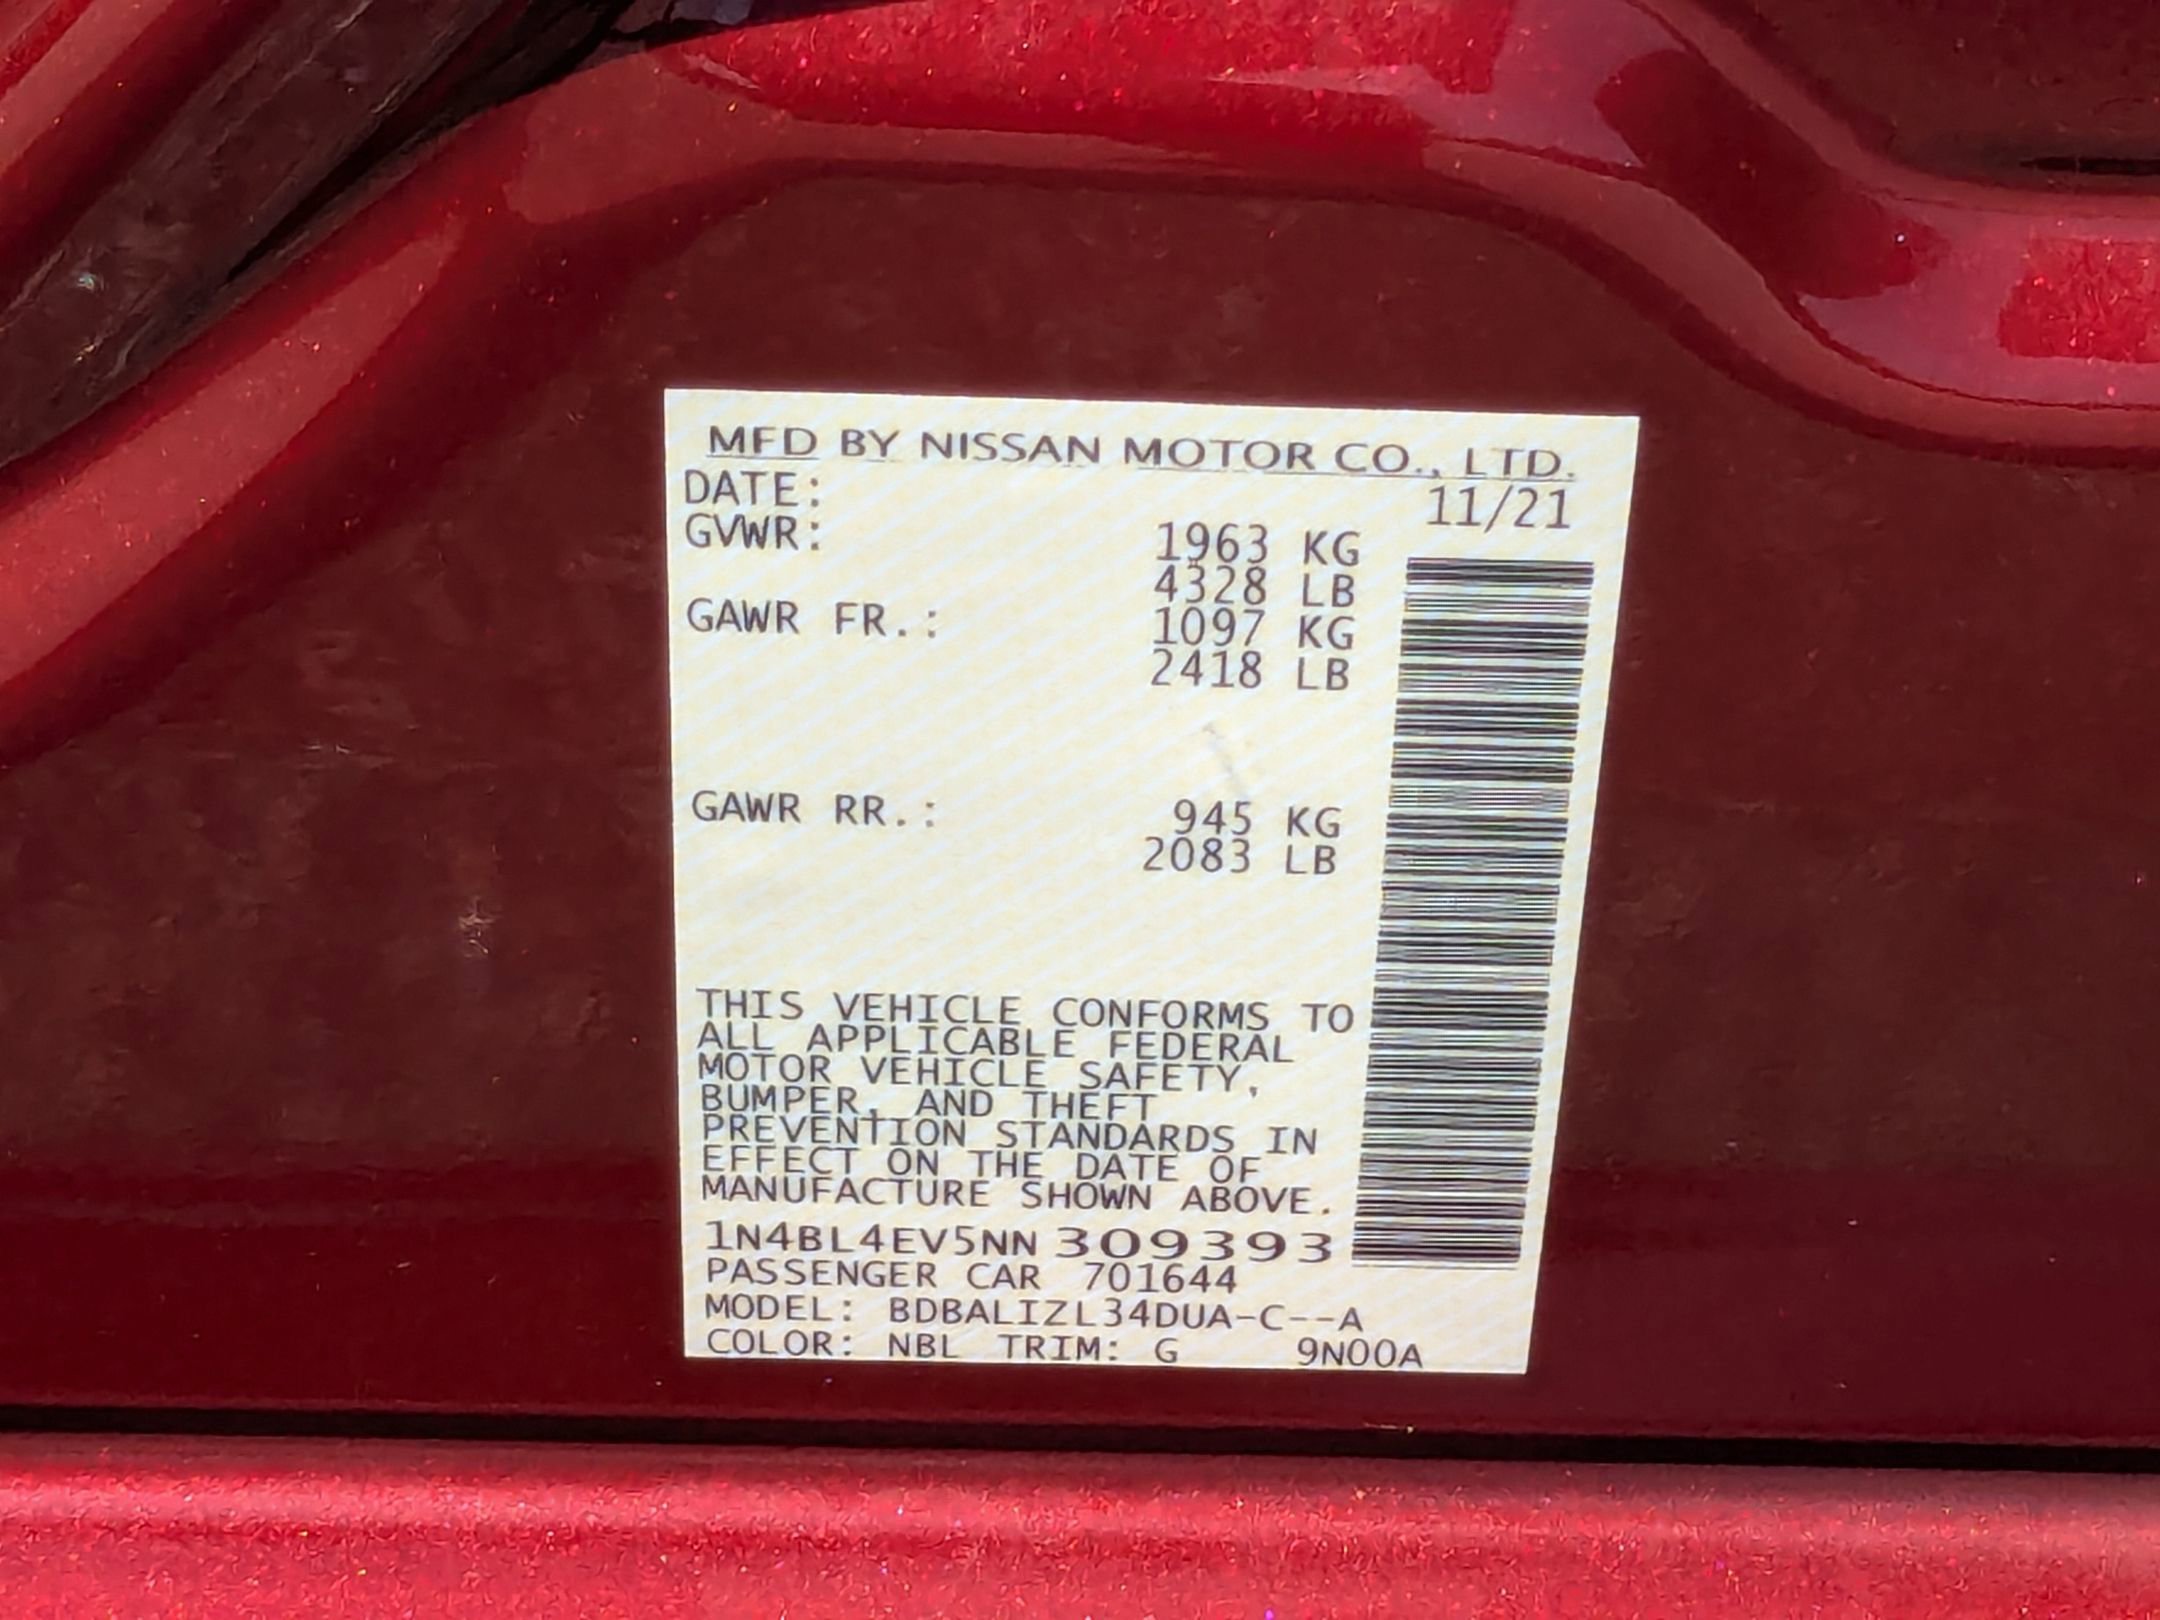 MFD BY NISSAN MOTOR CO., LTD.
DATE: 11/21
GVWR: 1963 KG
4328 LB
GAWR FR.: 1097 KG
2418 LB
GAWR RR.: 945 KG
2083 LB
THIS VEHICLE CONFORMS TO
ALL APPLICABLE FEDERAL
MOTOR VEHICLE SAFETY,
BUMPER, AND THEFT
PREVENTION STANDARDS IN
EFFECT ON THE DATE OF
MANUFACTURE SHOWN ABOVE.
1N4BL4EV5NN309393
PASSENGER CAR 701644
MODEL: BDBALIZL34DUA-C--A
COLOR: NBL TRIM: G 9N00A